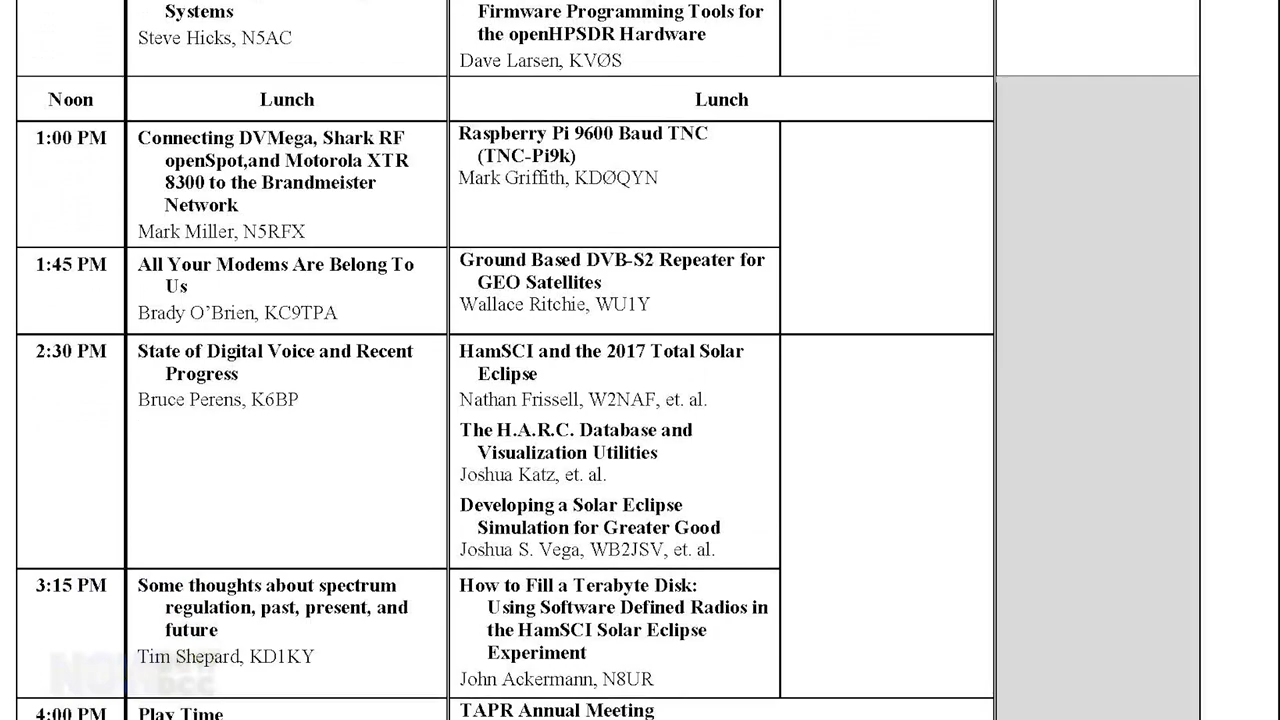 Systems
Steve Hicks, N5AC
Firmware Programming Tools for
the openHPSDR Hardware
Dave Larsen, KVØS
Noon
Lunch
Lunch
1:00 PM
Connecting DVMega, Shark RF
openSpot,and Motorola XTR
8300 to the Brandmeister
Network
Mark Miller, N5RFX
Raspberry Pi 9600 Baud TNC
(TNC-Pi9k)
Mark Griffith, KDØQYN
1:45 PM
All Your Modems Are Belong To
Us
Brady O’Brien, KC9TPA
Ground Based DVB-S2 Repeater for
GEO Satellites
Wallace Ritchie, WU1Y
2:30 PM
State of Digital Voice and Recent
Progress
Bruce Perens, K6BP
HamSCI and the 2017 Total Solar
Eclipse
Nathan Frissell, W2NAF, et. al.
The H.A.R.C. Database and
Visualization Utilities
Joshua Katz, et. al.
Developing a Solar Eclipse
Simulation for Greater Good
Joshua S. Vega, WB2JSV, et. al.
3:15 PM
Some thoughts about spectrum
regulation, past, present, and
future
Tim Shepard, KD1KY
How to Fill a Terabyte Disk:
Using Software Defined Radios in
the HamSCI Solar Eclipse
Experiment
John Ackermann, N8UR
4:00 PM
Play Time
TAPR Annual Meeting